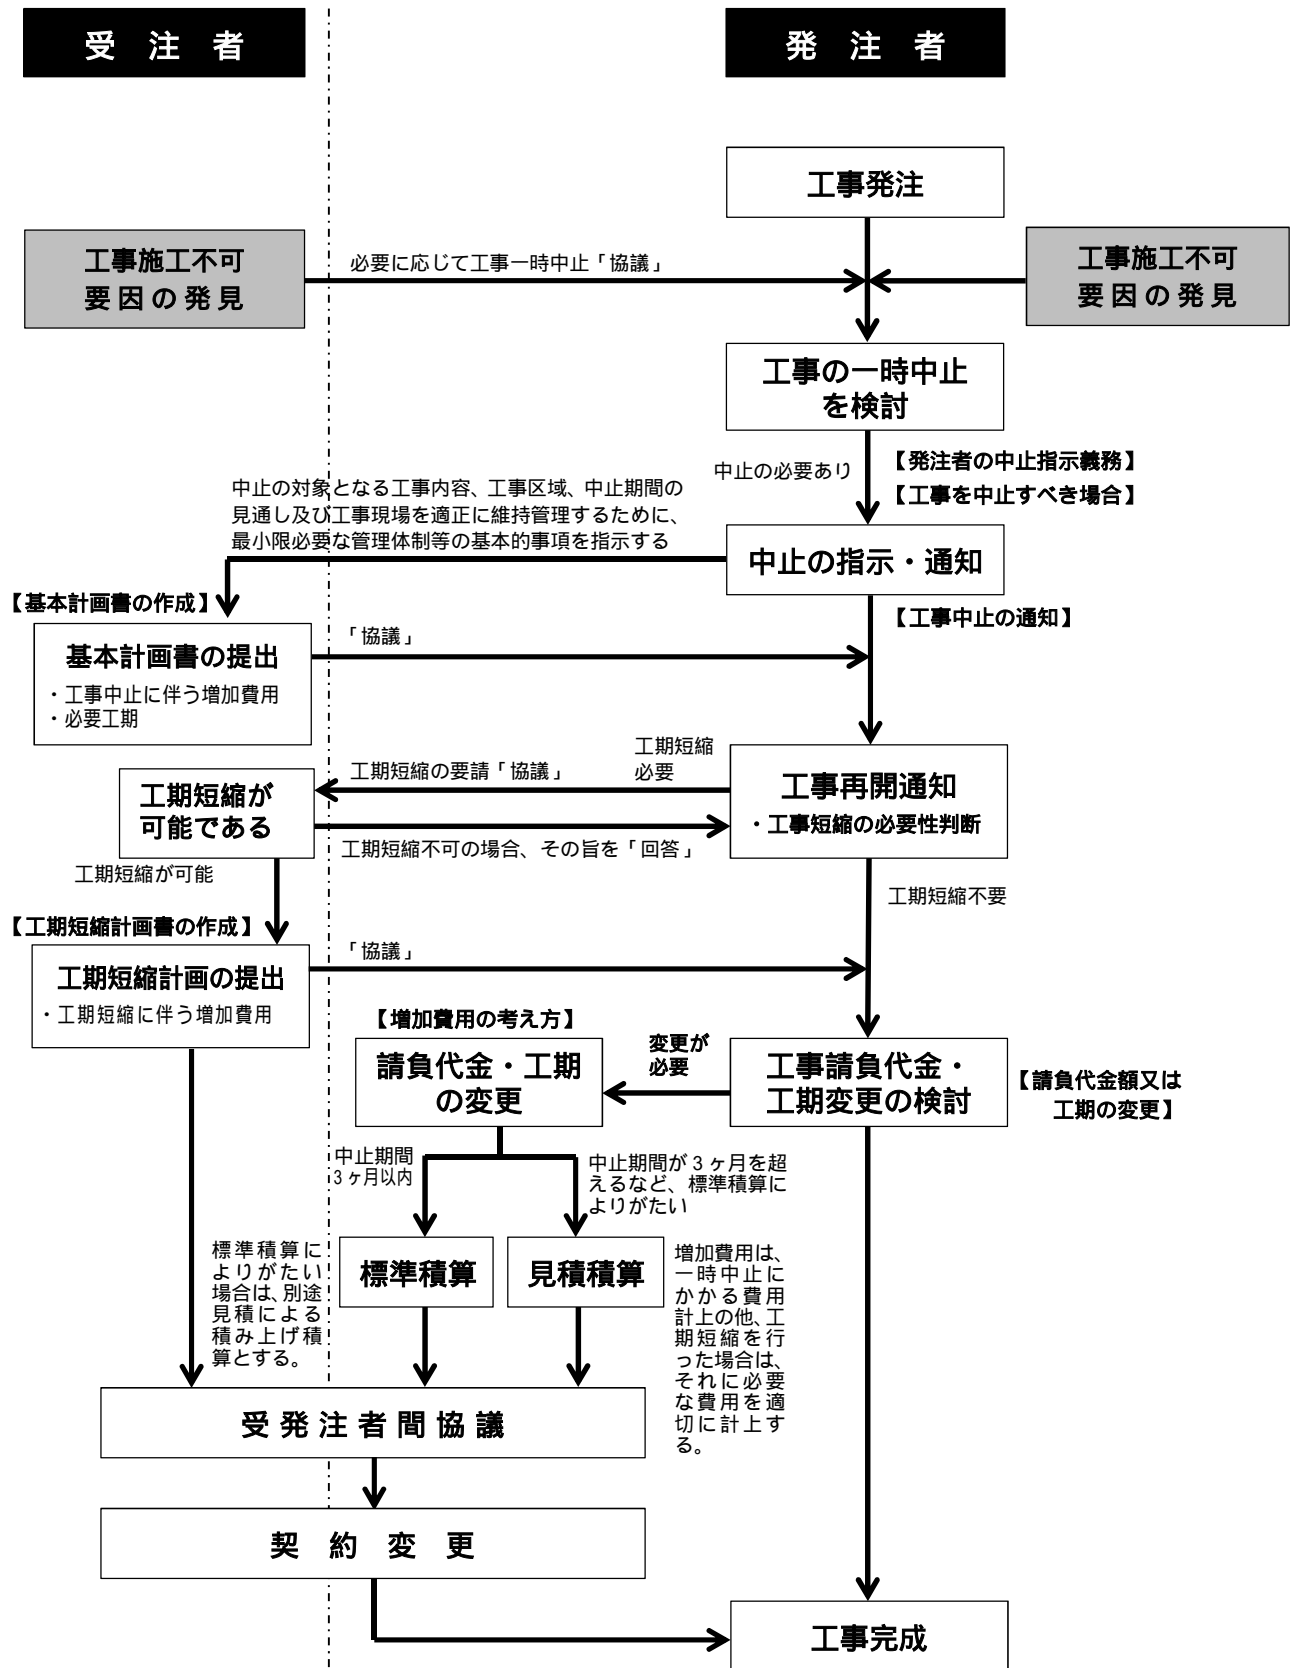 受注者
発注者
工事発注
工事施工不可
要因の発見
必要に応じて工事一時中止「協議」
工事施工不可
要因の発見
工事の一時中止
を検討
中止の必要あり
【発注者の中止指示義務】
【工事を中止すべき場合】
中止の対象となる工事内容、工事区域、中止期間の
見通し及び工事現場を適正に維持管理するために、
最小限必要な管理体制等の基本的事項を指示する
中止の指示・通知
【基本計画書の作成】
【工事中止の通知】
基本計画書の提出
・工事中止に伴う増加費用
・必要工期
「協議」
工期短縮
必要
工期短縮の要請「協議」
工事再開通知
・工事短縮の必要性判断
工期短縮が
可能である
工期短縮不可の場合、その旨を「回答」
工期短縮が可能
工期短縮不要
【工期短縮計画書の作成】
工期短縮計画の提出
・工期短縮に伴う増加費用
「協議」
【増加費用の考え方】
請負代金・工期
の変更
変更が
必要
工事請負代金・
工期変更の検討
【請負代金額又は
工期の変更】
中止期間
3ヶ月以内
中止期間が3ヶ月を超
えるなど、標準積算に
よりがたい
標準積算に
よりがたい
場合は、別途
見積による
積み上げ積
算とする。
標準積算
見積積算
増加費用は、
一時中止に
かかる費用
計上の他、工
期短縮を行
った場合は、
それに必要
な費用を適
切に計上す
る。
受発注者間協議
契約変更
工事完成